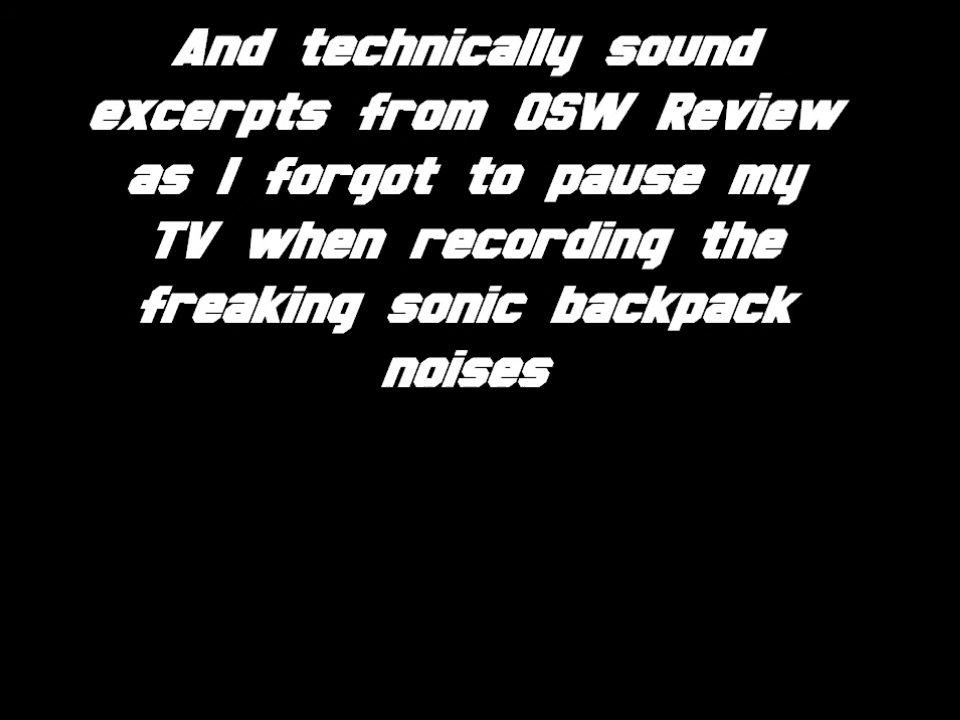 And technically sound
excerpts from OSW Review
as I forgot to pause my
TV when recording the
freaking sonic backpack
noises